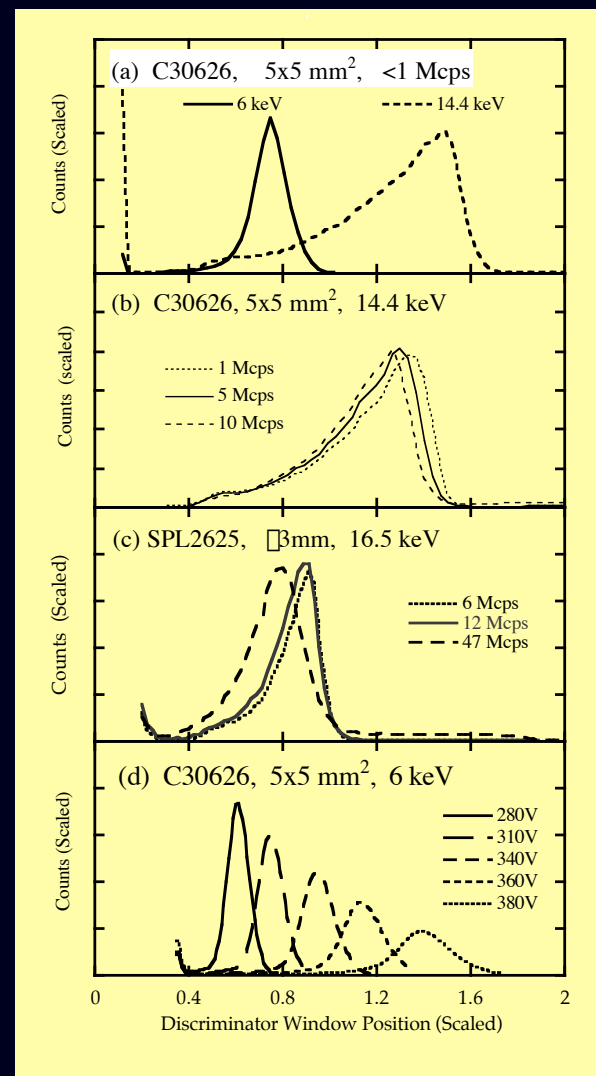 (a) C30626, 5x5 mm², <1 Mcps
6 keV
14.4 keV
Counts (Scaled)
(b) C30626, 5x5 mm², 14.4 keV
1 Mcps
5 Mcps
10 Mcps
Counts (scaled)
(c) SPL2625, □3mm, 16.5 keV
6 Mcps
12 Mcps
47 Mcps
Counts (Scaled)
(d) C30626, 5x5 mm², 6 keV
280V
310V
340V
360V
380V
Counts (Scaled)
0 0.4 0.8 1.2 1.6 2
Discriminator Window Position (Scaled)